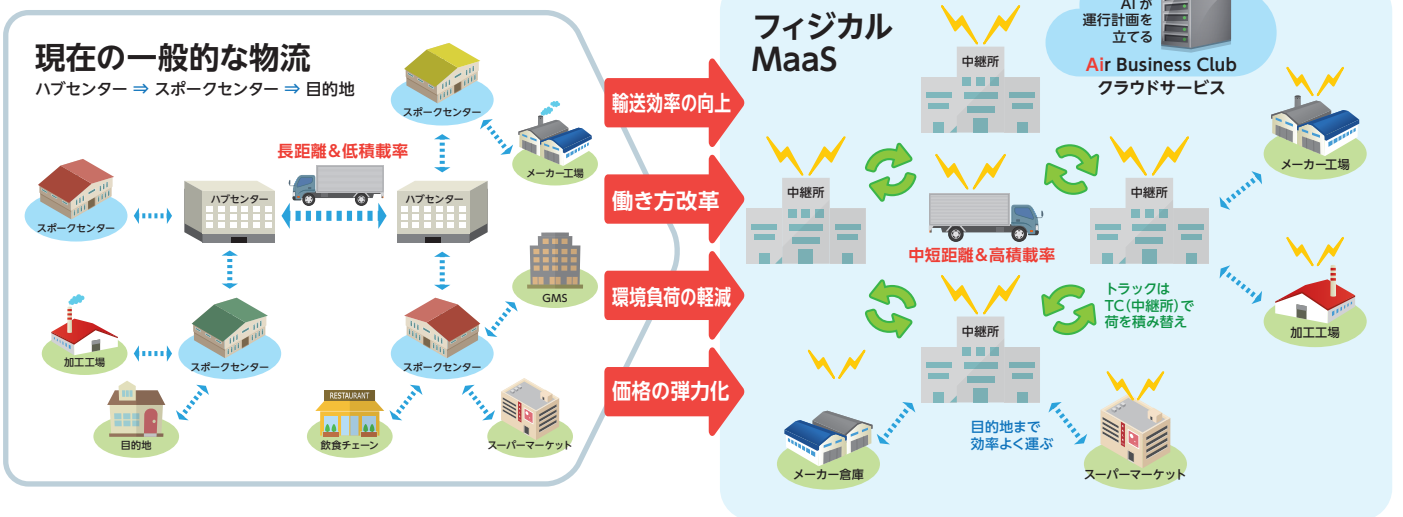 現在の一般的な物流
ハブセンター ⇒ スポークセンター ⇒ 目的地
スポークセンター
メーカー工場
長距離&低積載率
スポークセンター
ハブセンター
ハブセンター
GMS
加工工場
スポークセンター
スポークセンター
目的地
RESTAURANT
飲食チェーン
スーパーマーケット
輸送効率の向上
働き方改革
環境負荷の軽減
価格の弾力化
フィジカル
MaaS
AIが
運行計画を
立てる
Air Business Club
クラウドサービス
中継所
メーカー工場
中継所
中継所
中短距離&高積載率
トラックは
TC(中継所)で
荷を積み替え
加工工場
中継所
目的地まで
効率よく運ぶ
メーカー倉庫
スーパーマーケット